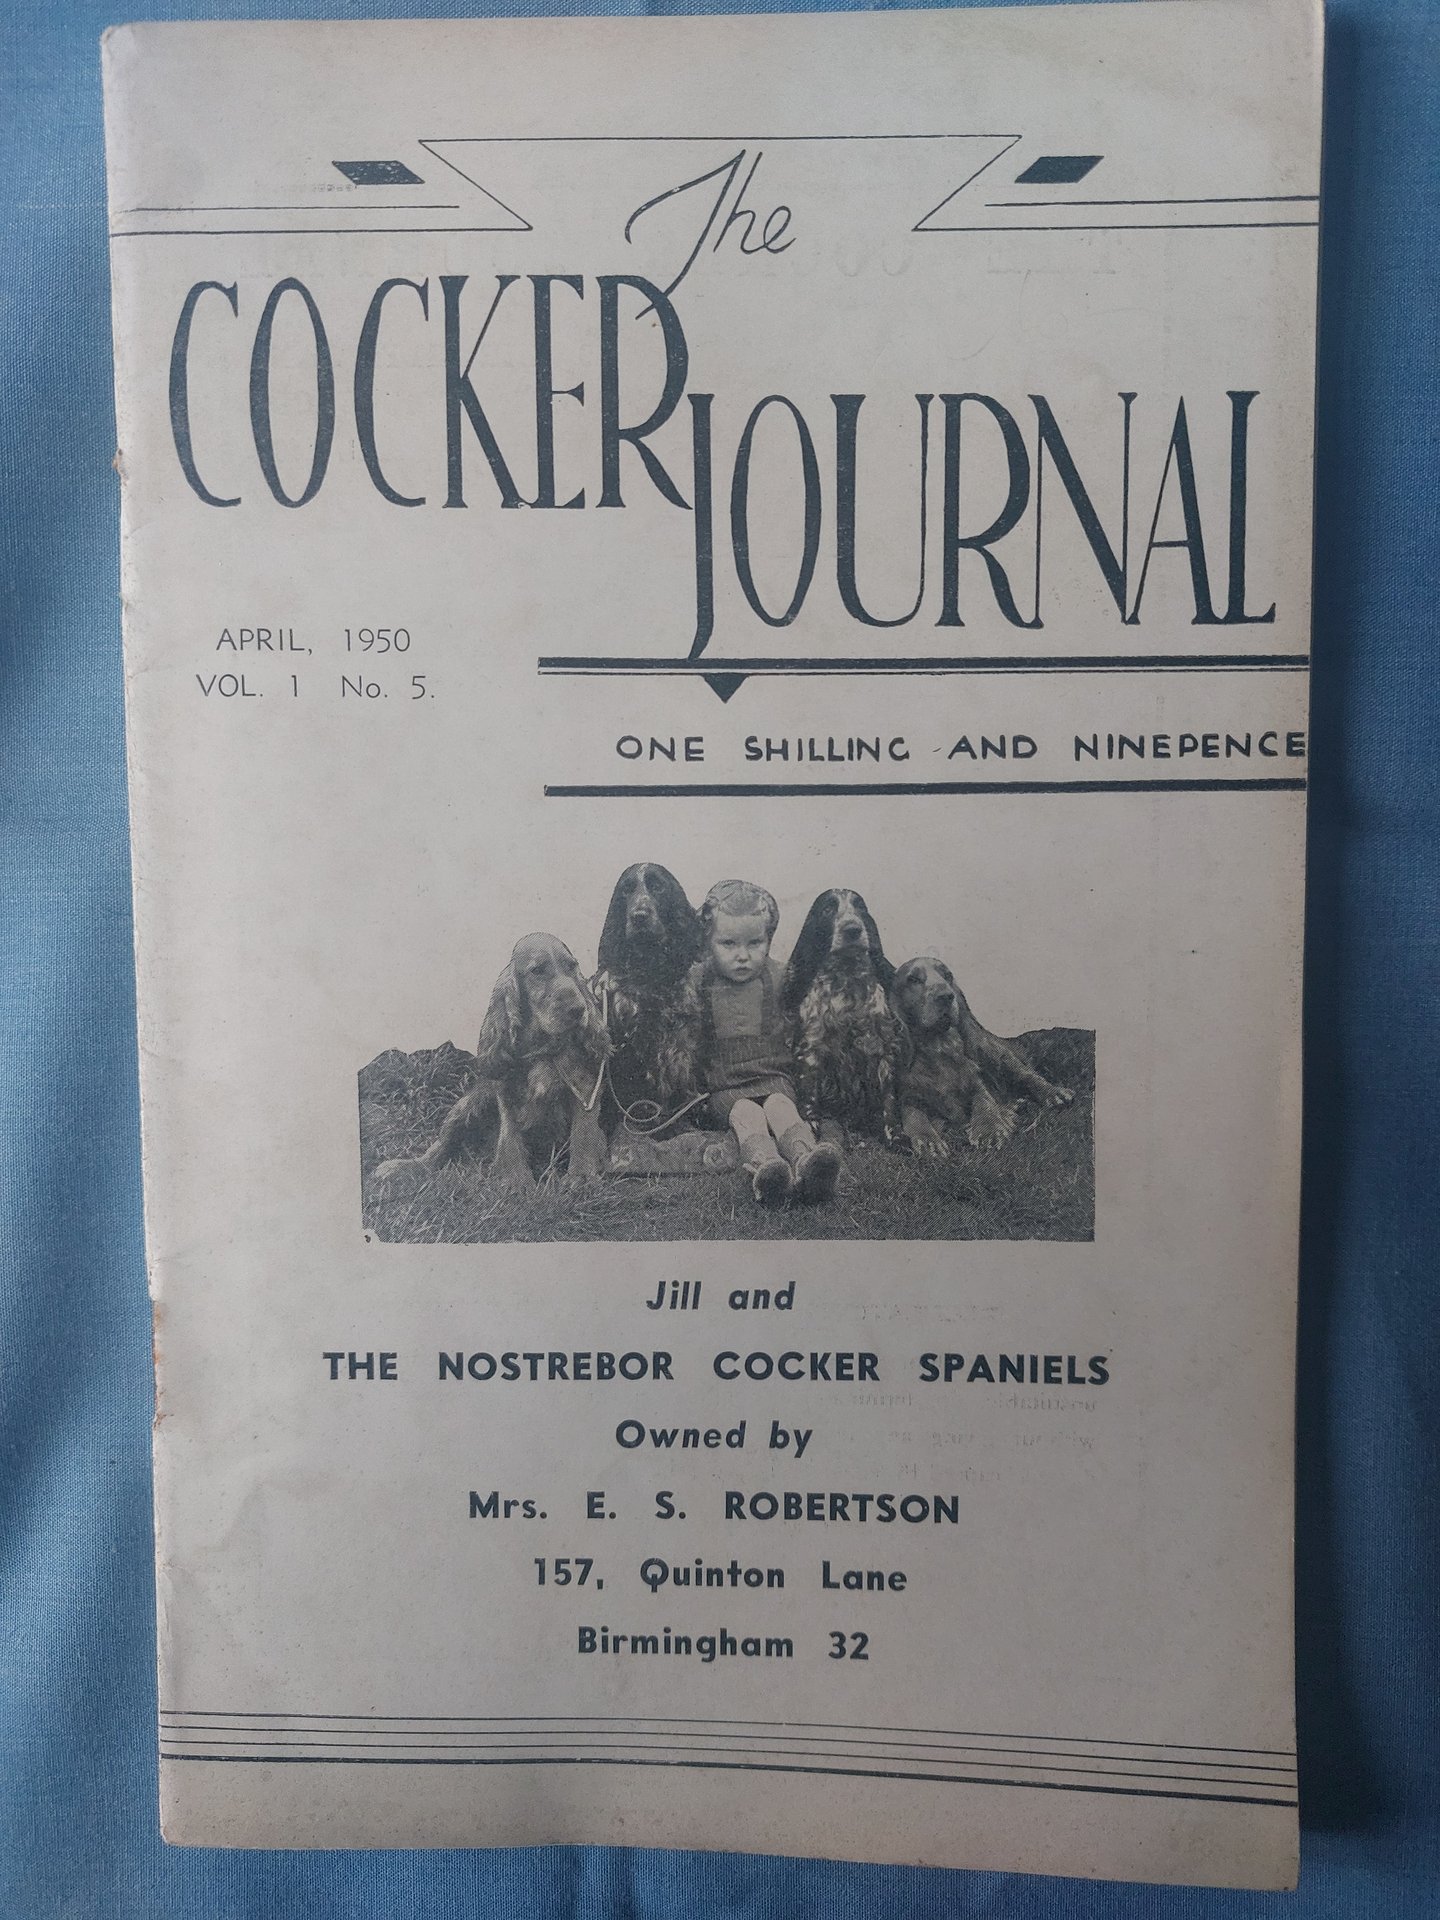 The
COCKER
JOURNAL
APRIL, 1950
VOL. 1 No. 5.
ONE SHILLING AND NINEPENCE
Jill and
THE NOSTREBOR COCKER SPANIELS
Owned by
Mrs. E. S. ROBERTSON
157, Quinton Lane
Birmingham 32